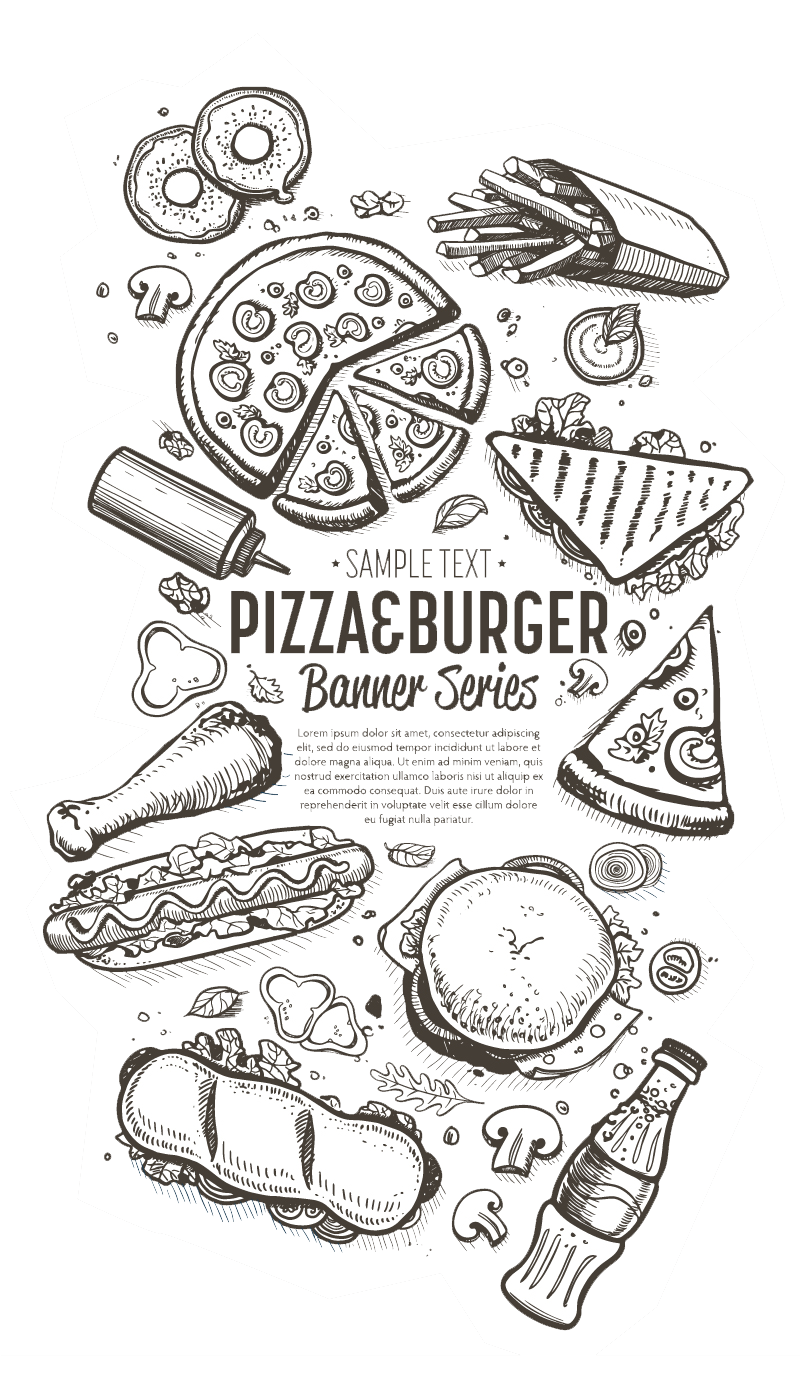 SAMPLE TEXT
PIZZA&BURGER
Banner Series
Lorem ipsum dolor sit amet, consectetur adipiscing
elit, sed do eiusmod tempor incididunt ut labore et
dolore magna aliqua. Ut enim ad minim veniam, quis
nostrud exercitation ullamco laboris nisi ut aliquip ex
ea commodo consequat. Duis aute irure dolor in
reprehenderit in voluptate velit esse cillum dolore
eu fugiat nulla pariatur.